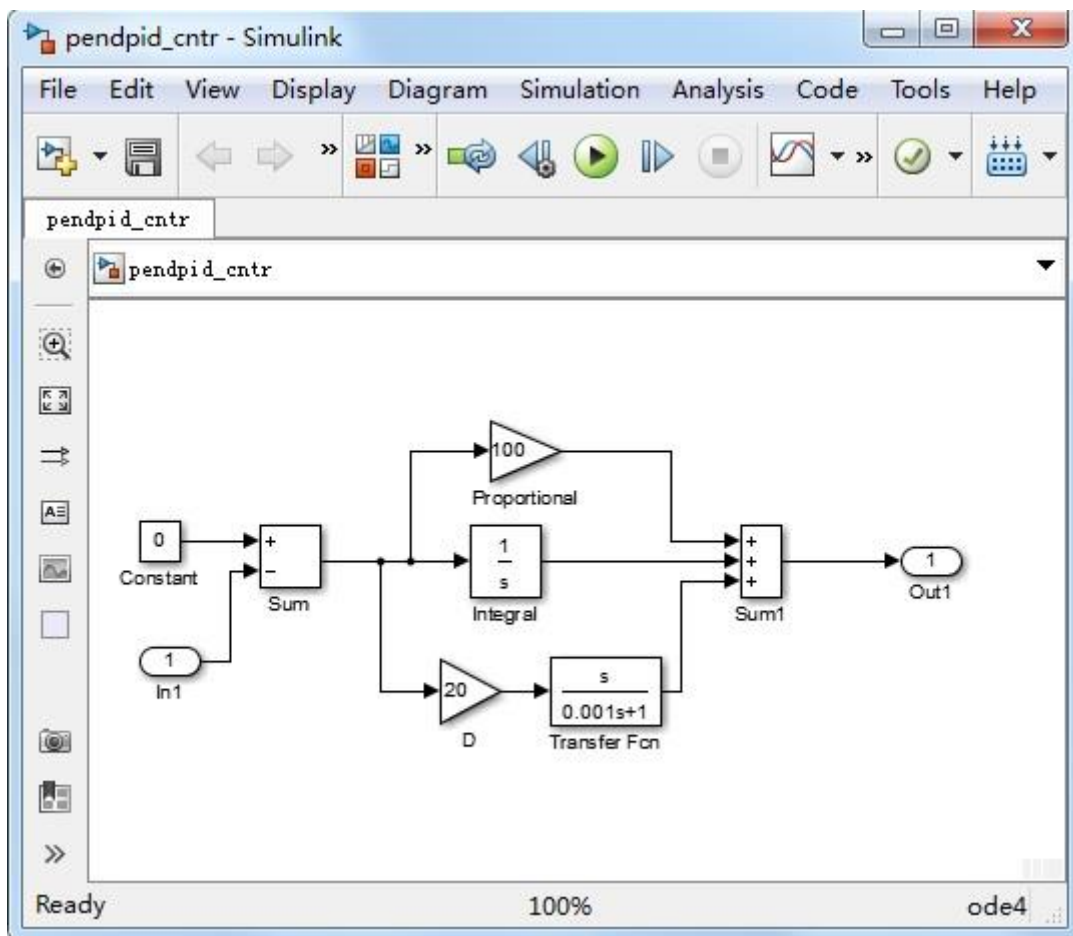 pendpid_cntr - Simulink
File Edit View Display Diagram Simulation Analysis Code Tools Help
pendpid_cntr
pendpid_cntr
100
Proportional
0
Constant
+
−
Sum
1
s
Integral
+
+
+
Sum1
1
Out1
1
In1
20
D
s
0.001s+1
Transfer Fcn
Ready 100% ode4